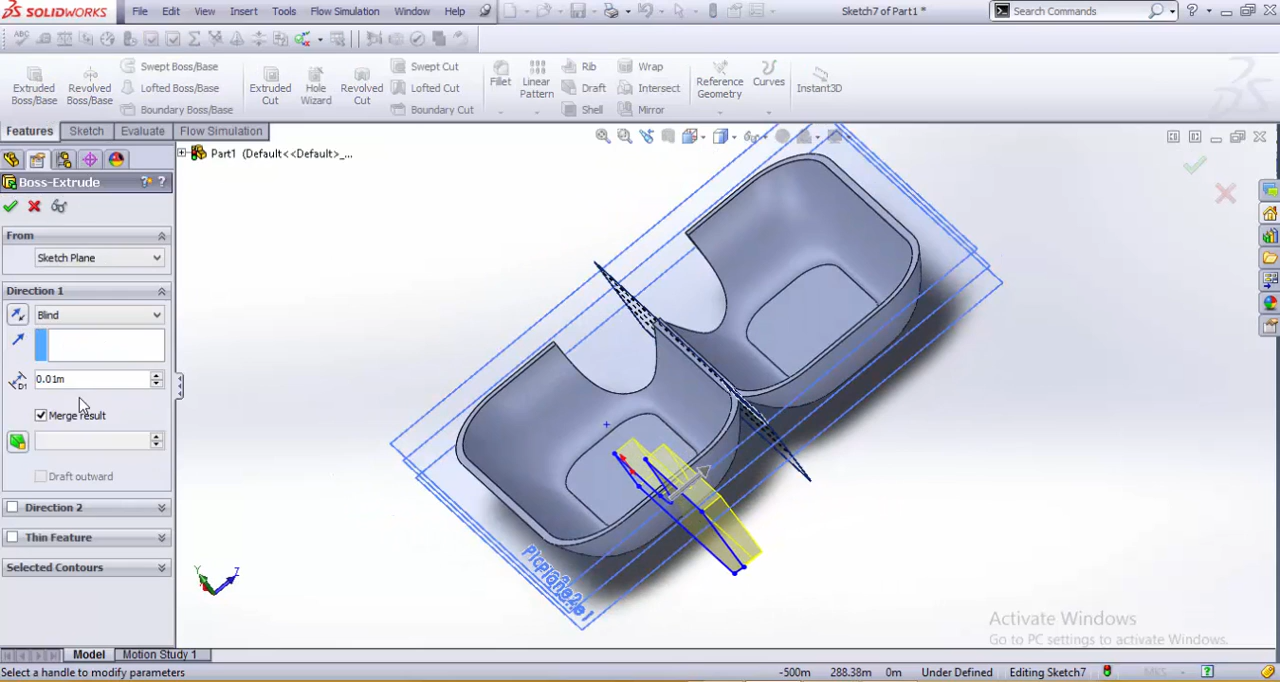 SOLIDWORKS File Edit View Insert Tools Flow Simulation Window Help Sketch7 of Part1 * Search Commands
Extruded Boss/Base Revolved Boss/Base Swept Boss/Base Lofted Boss/Base Boundary Boss/Base Extruded Cut Hole Wizard Revolved Cut Swept Cut Lofted Cut Boundary Cut Fillet Linear Pattern Rib Draft Shell Wrap Intersect Mirror Reference Geometry Curves Instant3D
Features Sketch Evaluate Flow Simulation
Part1 (Default<<Default>_...
Boss-Extrude
From
Sketch Plane
Direction 1
Blind
D1 0.01m
Merge result
Draft outward
Direction 2
Thin Feature
Selected Contours
Y Z
Activate Windows
Go to PC settings to activate Windows.
Model Motion Study 1
Select a handle to modify parameters -500m 288.38m 0m Under Defined Editing Sketch7 MKS